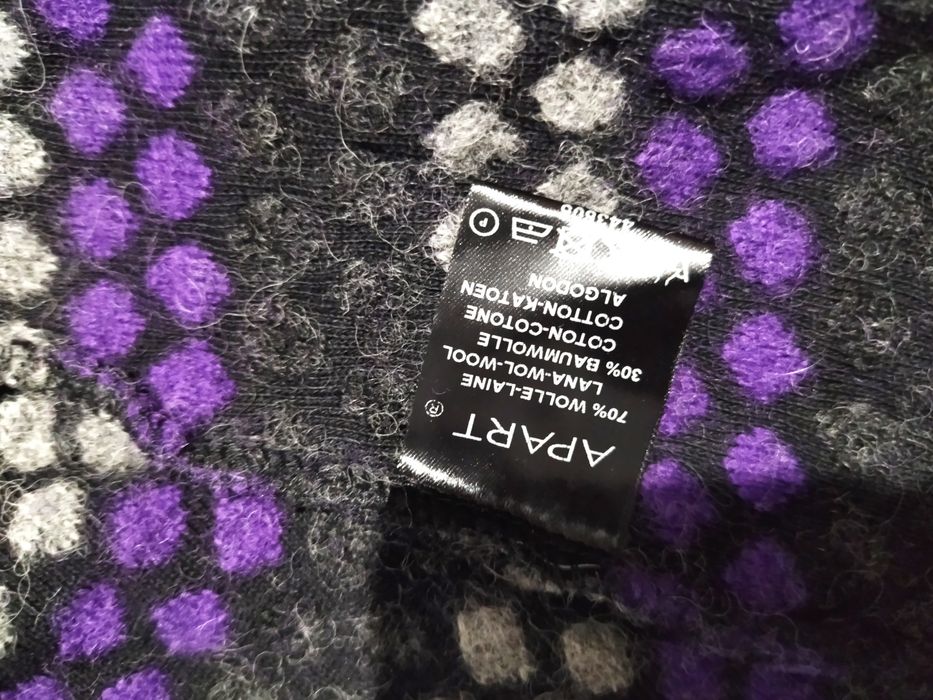 APART ®
70% WOLLE-LAINE
LANA-WOL-WOOL
30% BAUMWOLLE
COTON-COTONE
COTTON-KATOEN
ALGODON
P